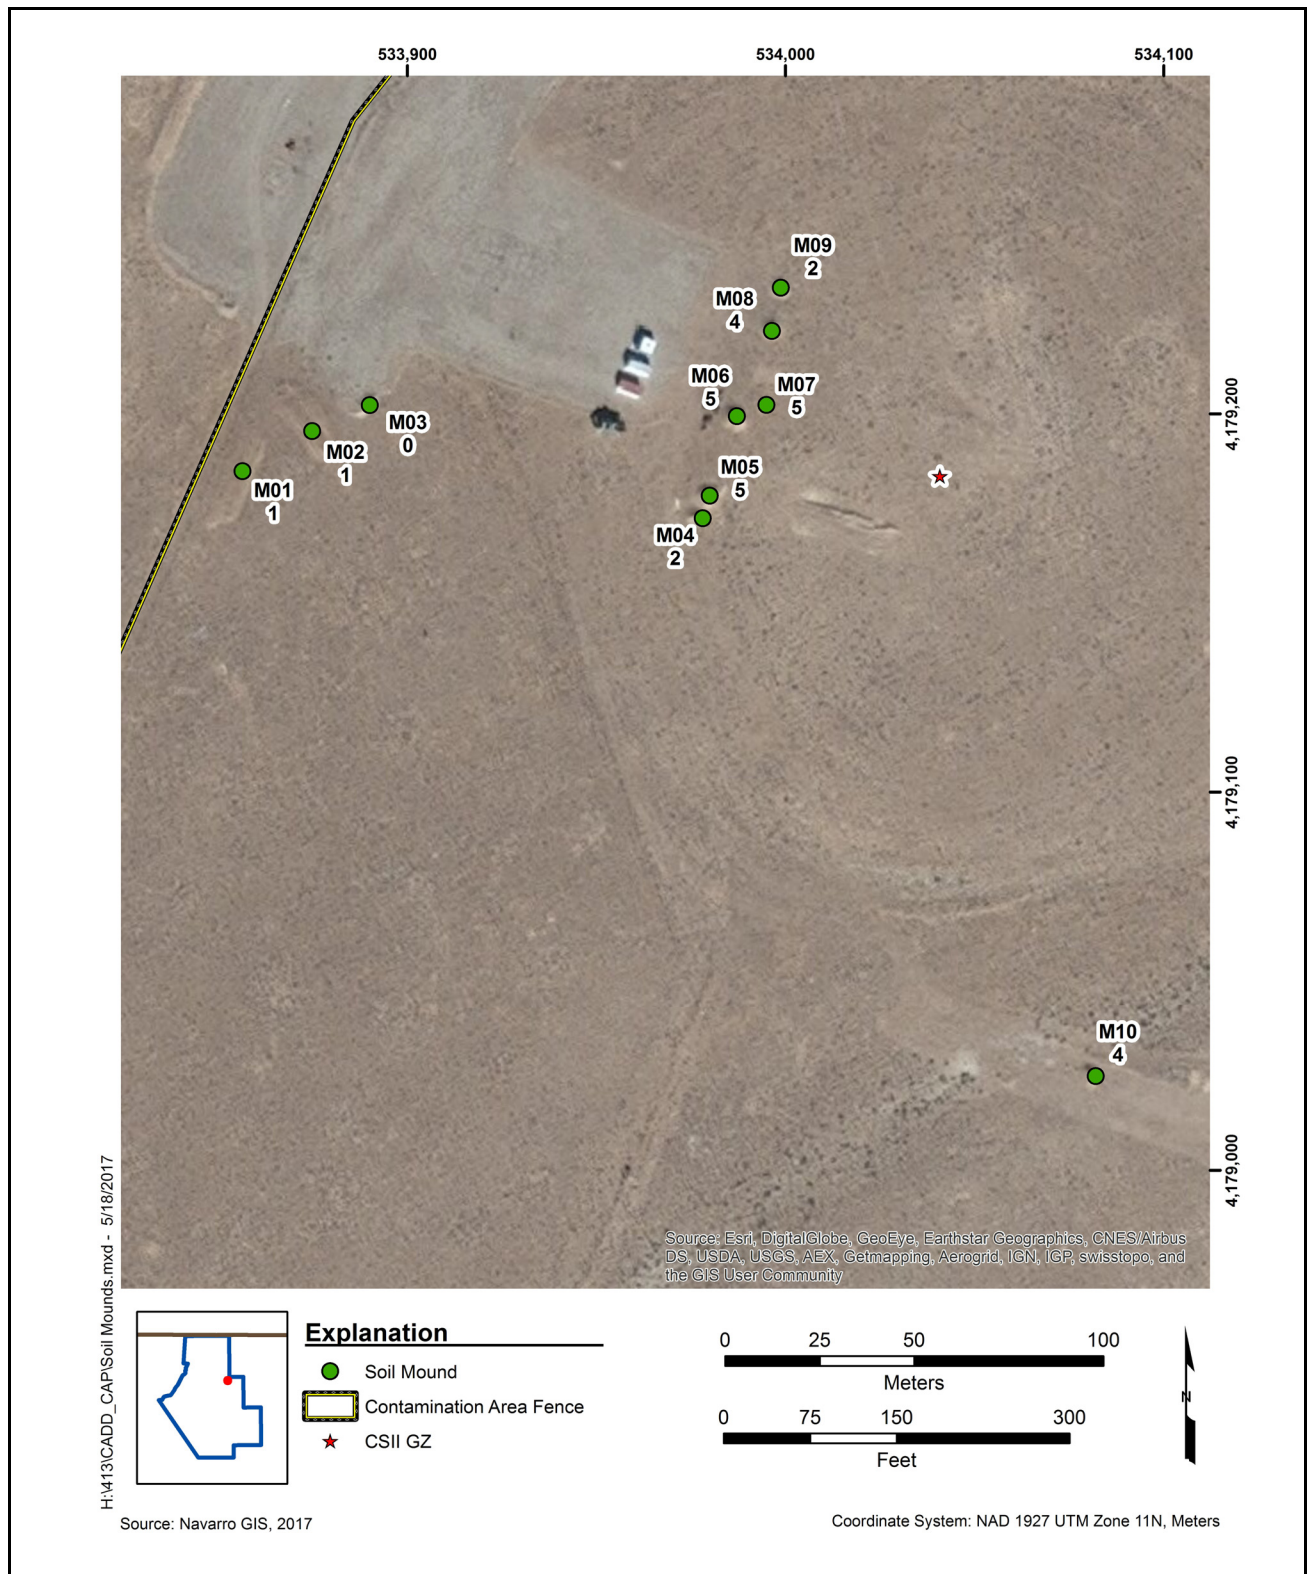 533,900
534,000
534,100
M09
2
M08
4
M06
5
M07
5
4,179,200
M03
0
M02
1
M01
1
M05
5
M04
2
4,179,100
M10
4
4,179,000
Source: Esri, DigitalGlobe, GeoEye, Earthstar Geographics, CNES/Airbus
DS, USDA, USGS, AEX, Getmapping, Aerogrid, IGN, IGP, swisstopo, and
the GIS User Community
H:\413\CADD_CAP\Soil Mounds.mxd - 5/18/2017
Explanation
Soil Mound
Contamination Area Fence
CSII GZ
0 25 50 100
Meters
0 75 150 300
Feet
N
Source: Navarro GIS, 2017
Coordinate System: NAD 1927 UTM Zone 11N, Meters